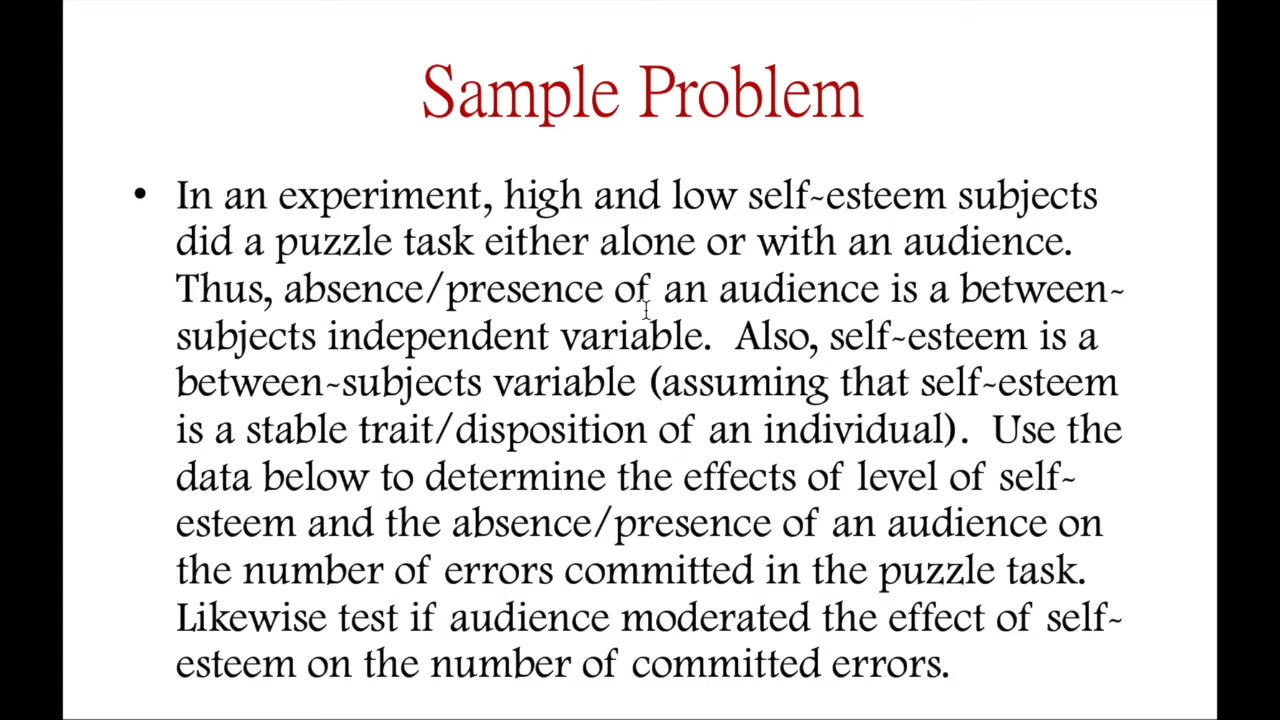 Sample Problem
• In an experiment, high and low self-esteem subjects
did a puzzle task either alone or with an audience.
Thus, absence/presence of an audience is a between-
subjects independent variable.  Also, self-esteem is a
between-subjects variable (assuming that self-esteem
is a stable trait/disposition of an individual).  Use the
data below to determine the effects of level of self-
esteem and the absence/presence of an audience on
the number of errors committed in the puzzle task.
Likewise test if audience moderated the effect of self-
esteem on the number of committed errors.